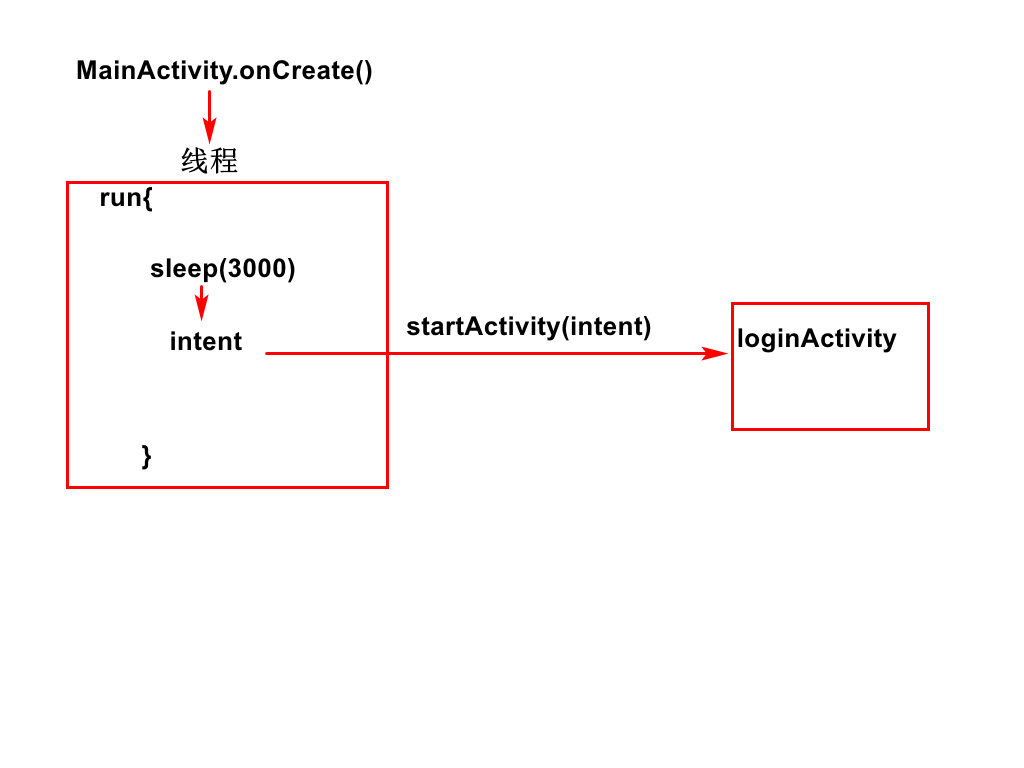 MainActivity.onCreate()
线程
run{
sleep(3000)
intent
startActivity(intent)
loginActivity
}